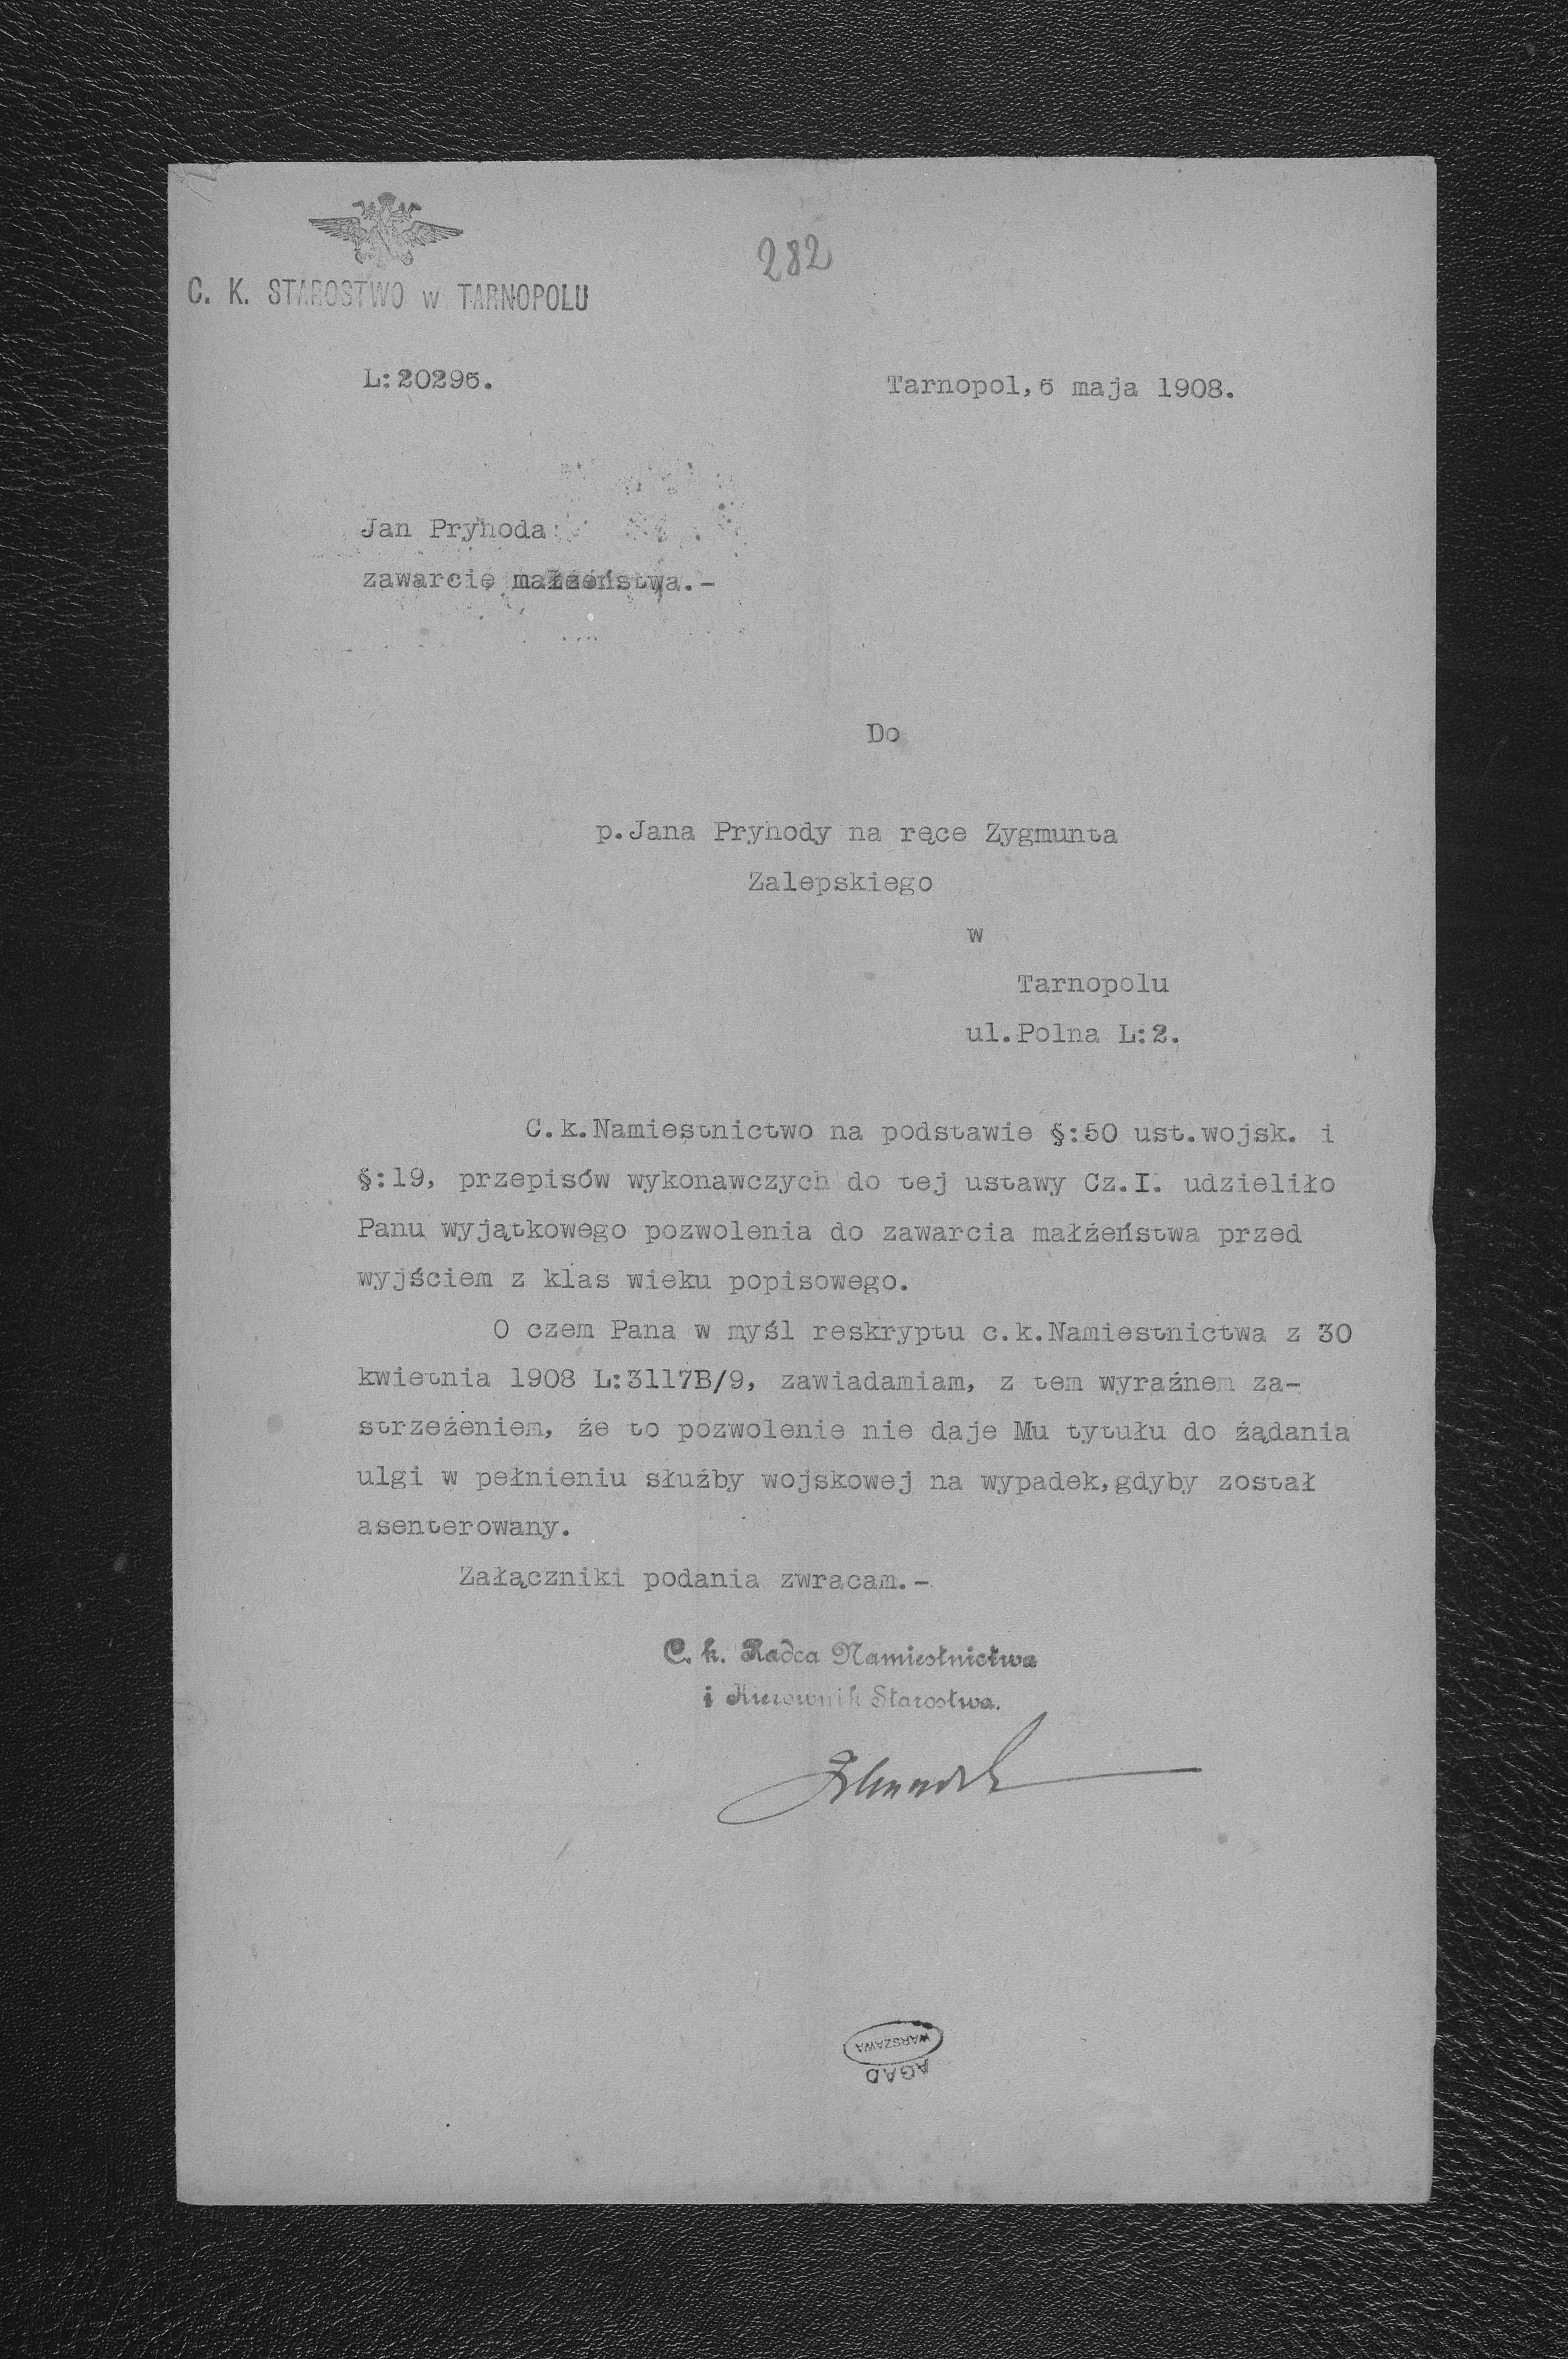 282
C. K. STAROSTWO w TARNOPOLU
L:20295.
Tarnopol,5 maja 1908.
Jan Pryhoda
zawarcie małżeństwa.-
Do
p.Jana Pryhody na ręce Zygmunta
Zalepskiego
w
Tarnopolu
ul.Polna L:2.
C.k.Namiestnictwo na podstawie §:50 ust.wojsk. i
§:19, przepisów wykonawczych do tej ustawy Cz.I. udzieliło
Panu wyjątkowego pozwolenia do zawarcia małżeństwa przed
wyjściem z klas wieku popisowego.
O czem Pana w myśl reskryptu c.k.Namiestnictwa z 30
kwietnia 1908 L:3117B/9, zawiadamiam, z tem wyraźnem za-
strzeżeniem, że to pozwolenie nie daje Mu tytułu do żądania
ulgi w pełnieniu służby wojskowej na wypadek,gdyby został
asenterowany.
Załączniki podania zwracam.-
C. k. Radca Namiestnictwa
i Kierownik Starostwa.
WARSZAWA
AGAD